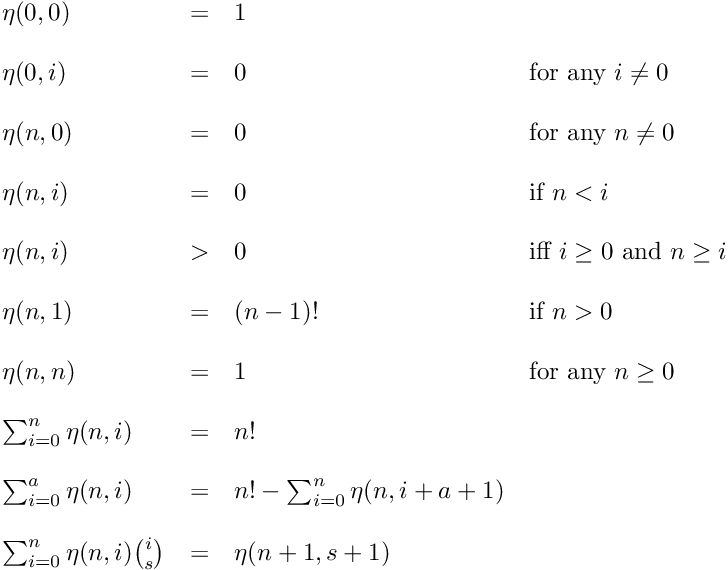 η(0, 0) = 1
η(0, i) = 0 for any i ≠ 0
η(n, 0) = 0 for any n ≠ 0
η(n, i) = 0 if n < i
η(n, i) > 0 iff i ≥ 0 and n ≥ i
η(n, 1) = (n − 1)! if n > 0
η(n, n) = 1 for any n ≥ 0
∑_{i=0}^{n} η(n, i) = n!
∑_{i=0}^{a} η(n, i) = n! − ∑_{i=0}^{n} η(n, i + a + 1)
∑_{i=0}^{n} η(n, i)\binom{i}{s} = η(n + 1, s + 1)